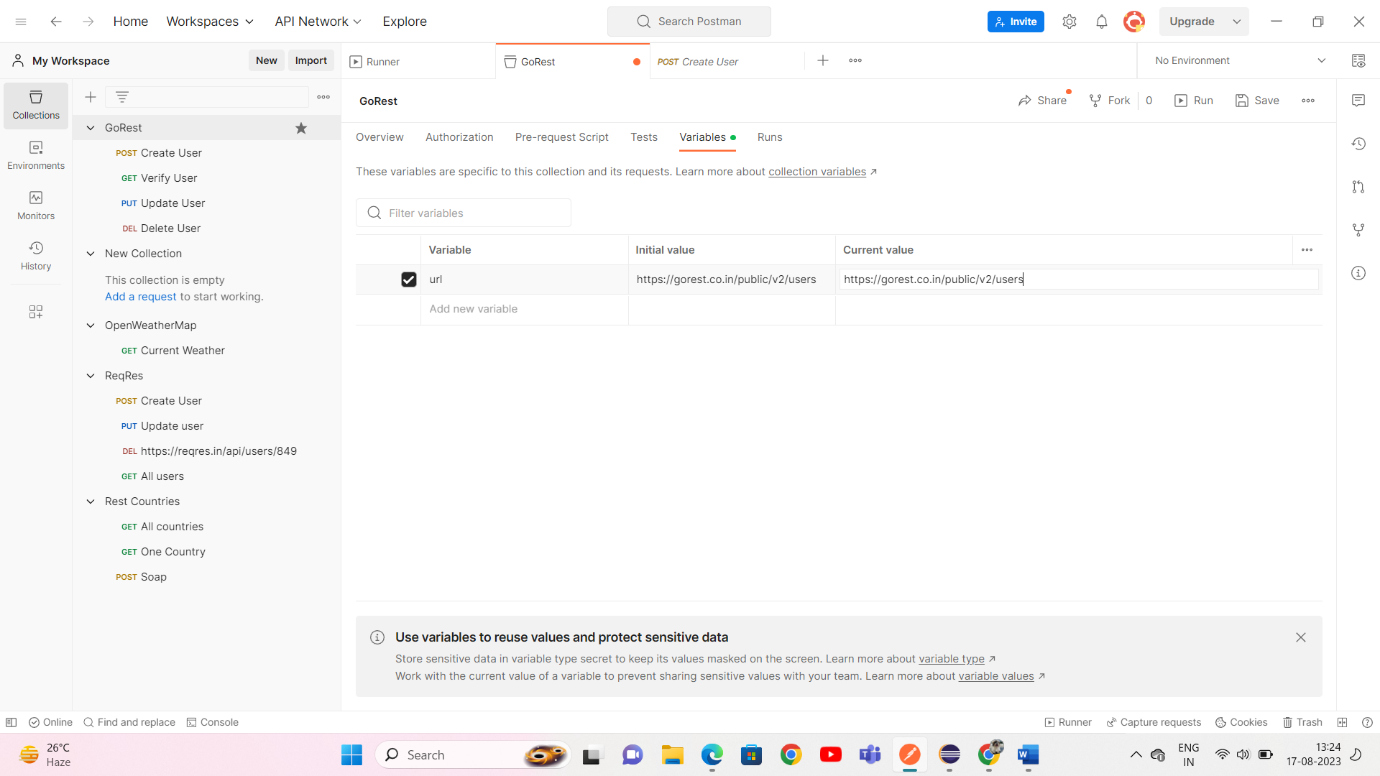 Home Workspaces API Network Explore Search Postman Invite Upgrade
My Workspace New Import Runner GoRest POST Create User No Environment
Collections
Environments
Monitors
History
GoRest
POST Create User
GET Verify User
PUT Update User
DEL Delete User
New Collection
This collection is empty
Add a request to start working.
OpenWeatherMap
GET Current Weather
ReqRes
POST Create User
PUT Update user
DEL https://reqres.in/api/users/849
GET All users
Rest Countries
GET All countries
GET One Country
POST Soap
GoRest Share Fork 0 Run Save
Overview Authorization Pre-request Script Tests Variables Runs
These variables are specific to this collection and its requests. Learn more about collection variables ↗
Filter variables
Variable Initial value Current value
url https://gorest.co.in/public/v2/users https://gorest.co.in/public/v2/users
Add new variable
Use variables to reuse values and protect sensitive data
Store sensitive data in variable type secret to keep its values masked on the screen. Learn more about variable type ↗
Work with the current value of a variable to prevent sharing sensitive values with your team. Learn more about variable values ↗
Online Find and replace Console Runner Capture requests Cookies Trash
26°C
Haze
Search
ENG
IN
13:24
17-08-2023